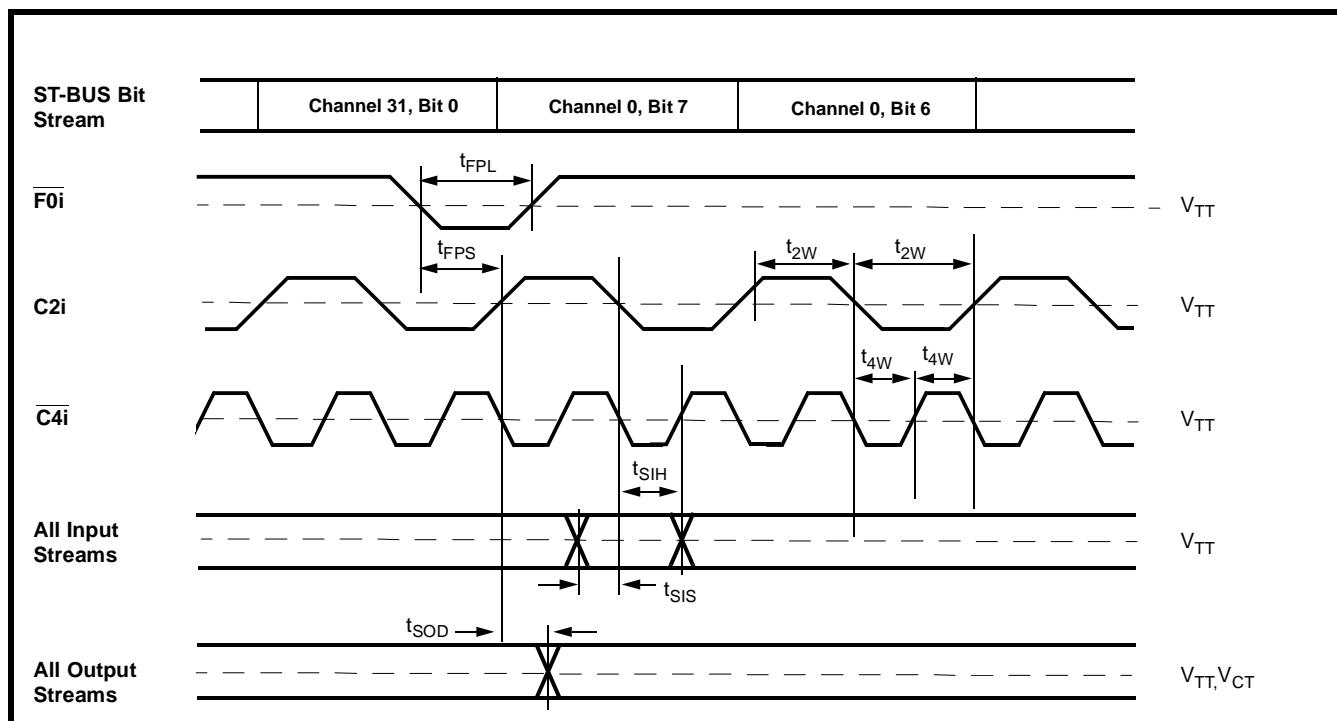 ST-BUS Bit
Stream
Channel 31, Bit 0
Channel 0, Bit 7
Channel 0, Bit 6
tFPL
F0i
VTT
tFPS
t2W
t2W
C2i
VTT
t4W
t4W
C4i
VTT
tSIH
All Input
Streams
VTT
tSIS
tSOD
All Output
Streams
VTT,VCT